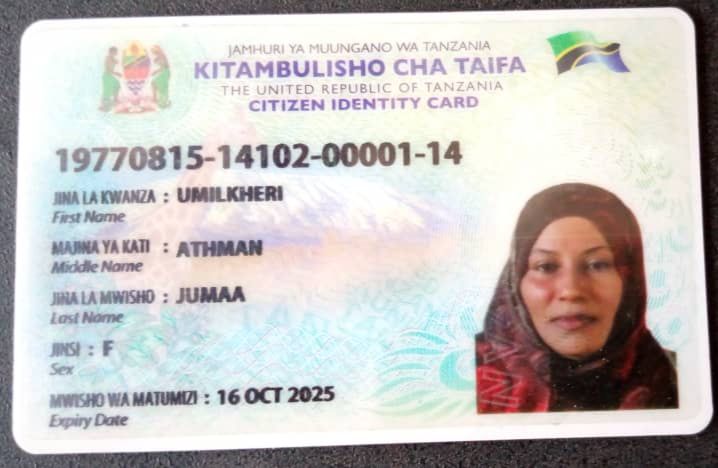 JAMHURI YA MUUNGANO WA TANZANIA
KITAMBULISHO CHA TAIFA
THE UNITED REPUBLIC OF TANZANIA
CITIZEN IDENTITY CARD
19770815-14102-00001-14
JINA LA KWANZA : UMILKHERI
First Name
MAJINA YA KATI : ATHMAN
Middle Name
JINA LA MWISHO : JUMAA
Last Name
JINSI : F
Sex
MWISHO WA MATUMIZI : 16 OCT 2025
Expiry Date